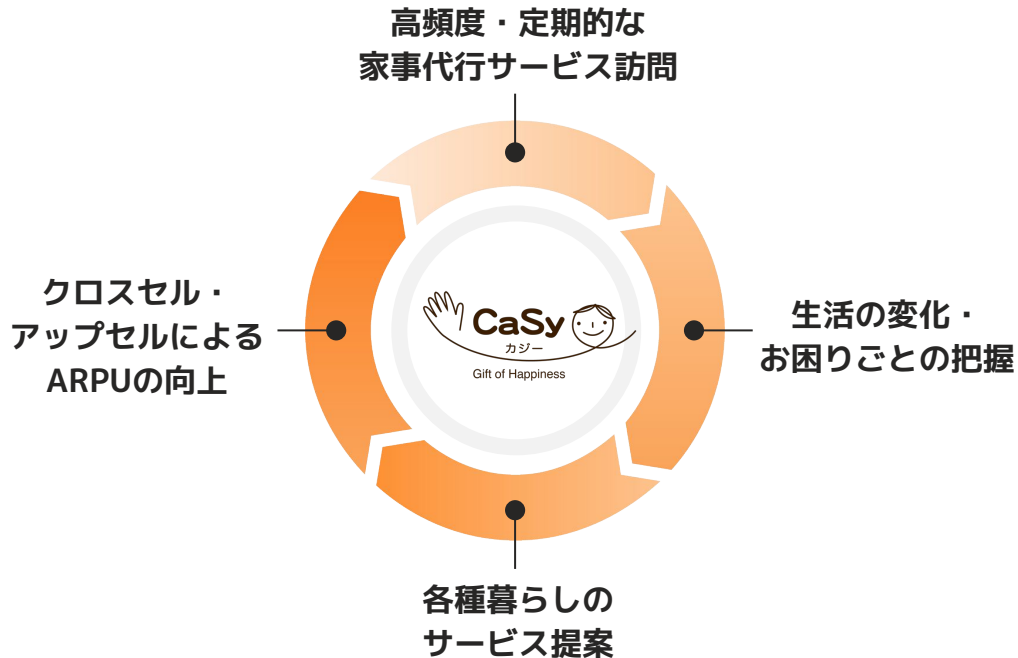 高頻度・定期的な
家事代行サービス訪問
クロスセル・
アップセルによる
ARPUの向上
CaSy
カジー
Gift of Happiness
生活の変化・
お困りごとの把握
各種暮らしの
サービス提案